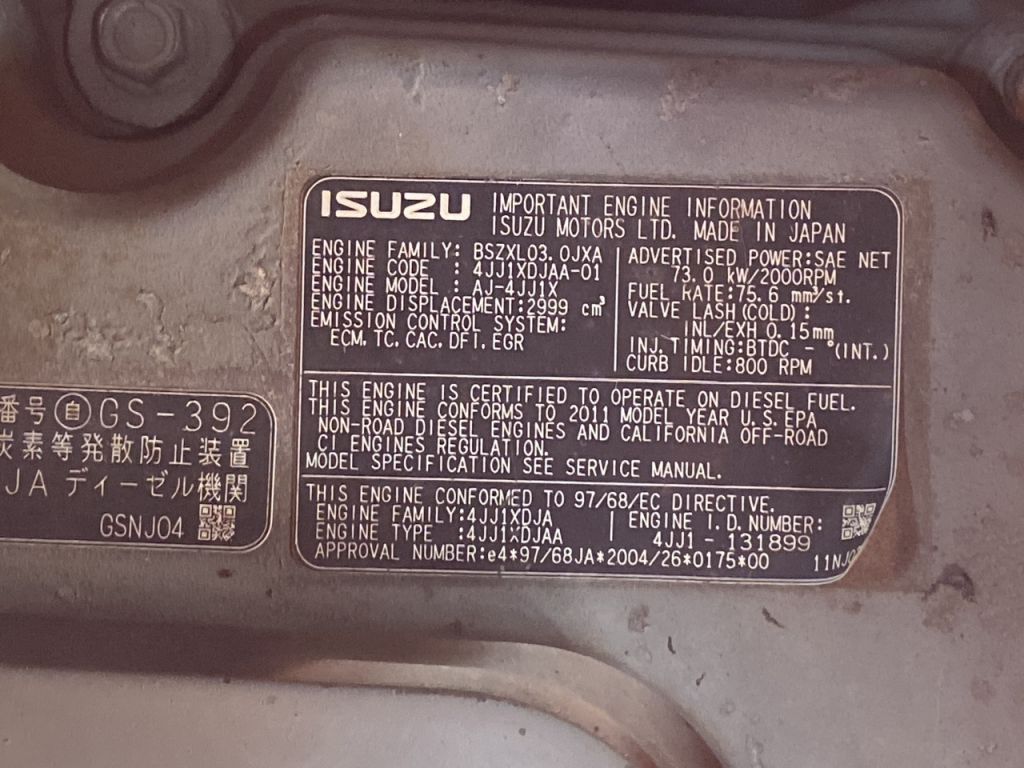 ISUZU IMPORTANT ENGINE INFORMATION
ISUZU MOTORS LTD. MADE IN JAPAN
ENGINE FAMILY: BSZXL03.0JXA
ENGINE CODE : 4JJ1XDJAA-01
ENGINE MODEL : AJ-4JJ1X
ENGINE DISPLACEMENT:2999 cm³
EMISSION CONTROL SYSTEM:
ECM.TC.CAC.DFI.EGR
ADVERTISED POWER:SAE NET
73.0 kW/2000RPM
FUEL RATE:75.6 mm³/st.
VALVE LASH(COLD):
INL/EXH 0.15mm
INJ.TIMING:BTDC - °(INT.)
CURB IDLE:800 RPM
THIS ENGINE IS CERTIFIED TO OPERATE ON DIESEL FUEL.
THIS ENGINE CONFORMS TO 2011 MODEL YEAR U.S.EPA
NON-ROAD DIESEL ENGINES AND CALIFORNIA OFF-ROAD
CI ENGINES REGULATION.
MODEL SPECIFICATION SEE SERVICE MANUAL.
THIS ENGINE CONFORMED TO 97/68/EC DIRECTIVE.
ENGINE FAMILY:4JJ1XDJA
ENGINE TYPE :4JJ1XDJAA
ENGINE I.D.NUMBER:
4JJ1-131899
APPROVAL NUMBER:e4*97/68JA*2004/26*0175*00
11NJ0
番号 自 GS-392
炭素等発散防止装置
JA ディーゼル機関
GSNJ04